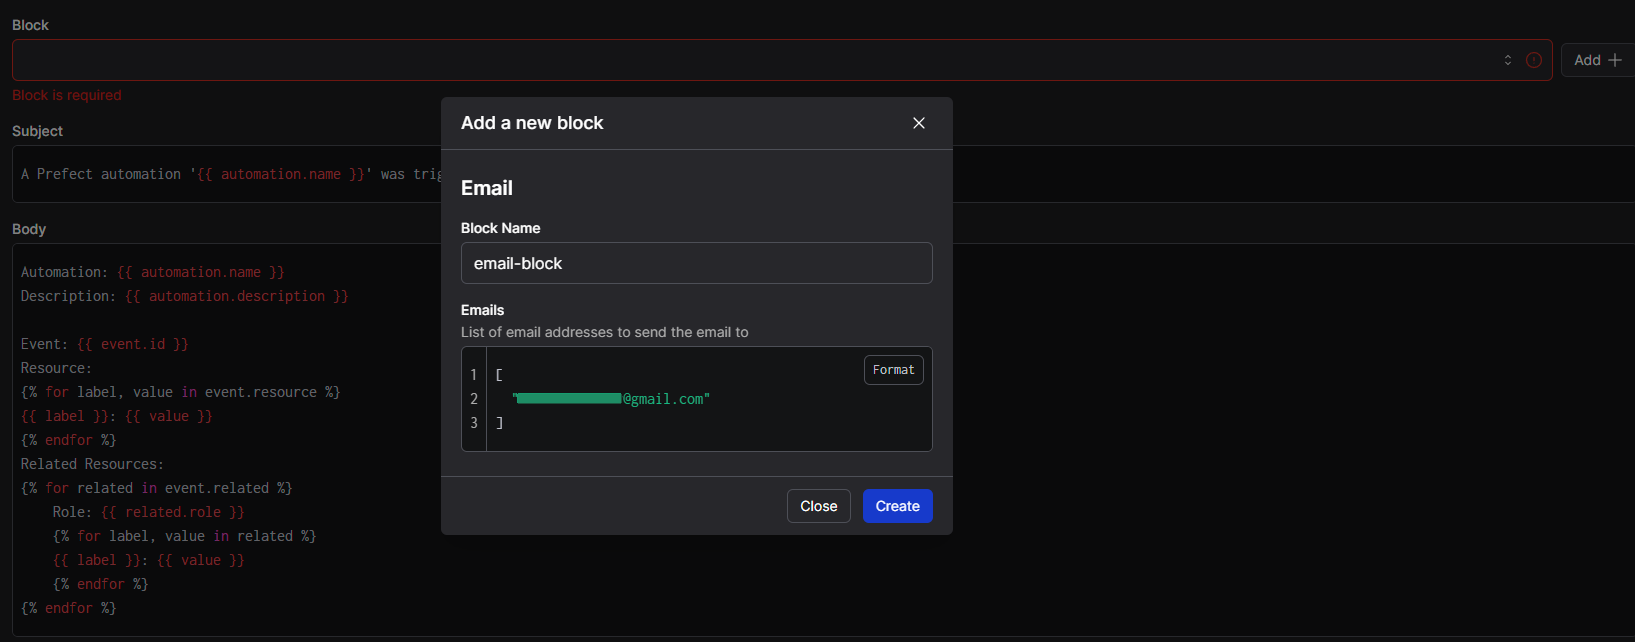 Block
Add
Block is required
Subject
A Prefect automation '{{ automation.name }}' was trig
Body
Automation: {{ automation.name }}
Description: {{ automation.description }}
Event: {{ event.id }}
Resource:
{% for label, value in event.resource %}
{{ label }}: {{ value }}
{% endfor %}
Related Resources:
{% for related in event.related %}
Role: {{ related.role }}
{% for label, value in related %}
{{ label }}: {{ value }}
{% endfor %}
{% endfor %}
Add a new block
Email
Block Name
email-block
Emails
List of email addresses to send the email to
Format
1 [
2 "@gmail.com"
3 ]
Close
Create